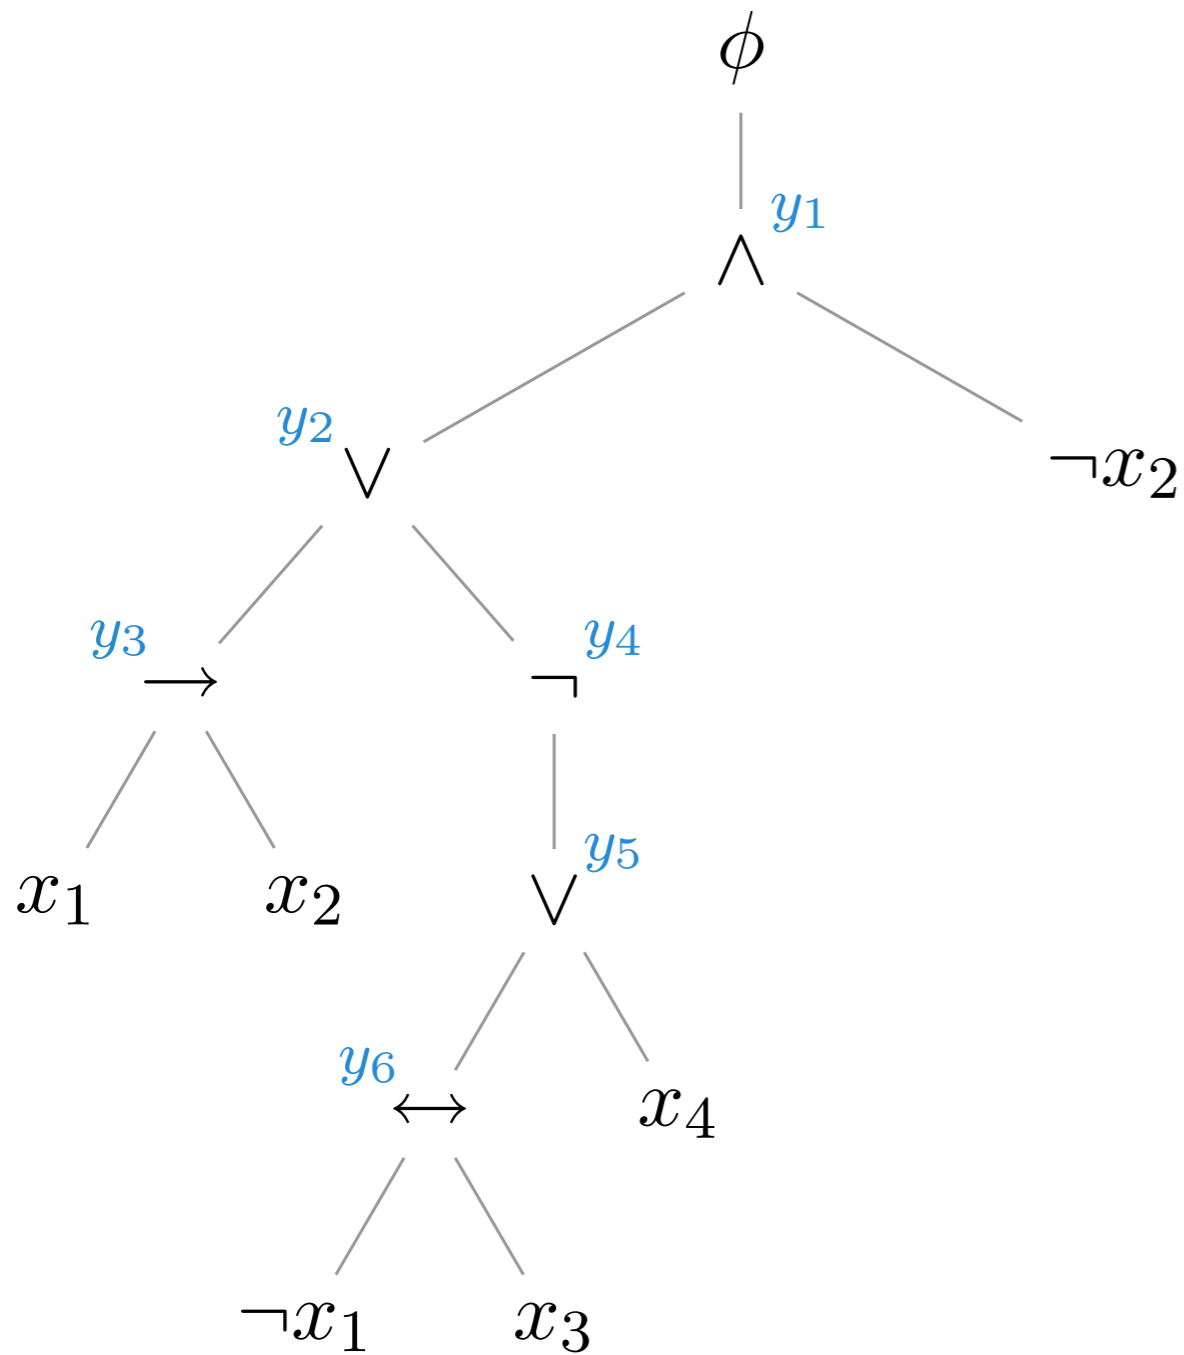 ϕ
y₁
∧
y₂
∨
¬x₂
y₃
→
y₄
¬
x₁
x₂
y₅
∨
y₆
↔
x₄
¬x₁
x₃